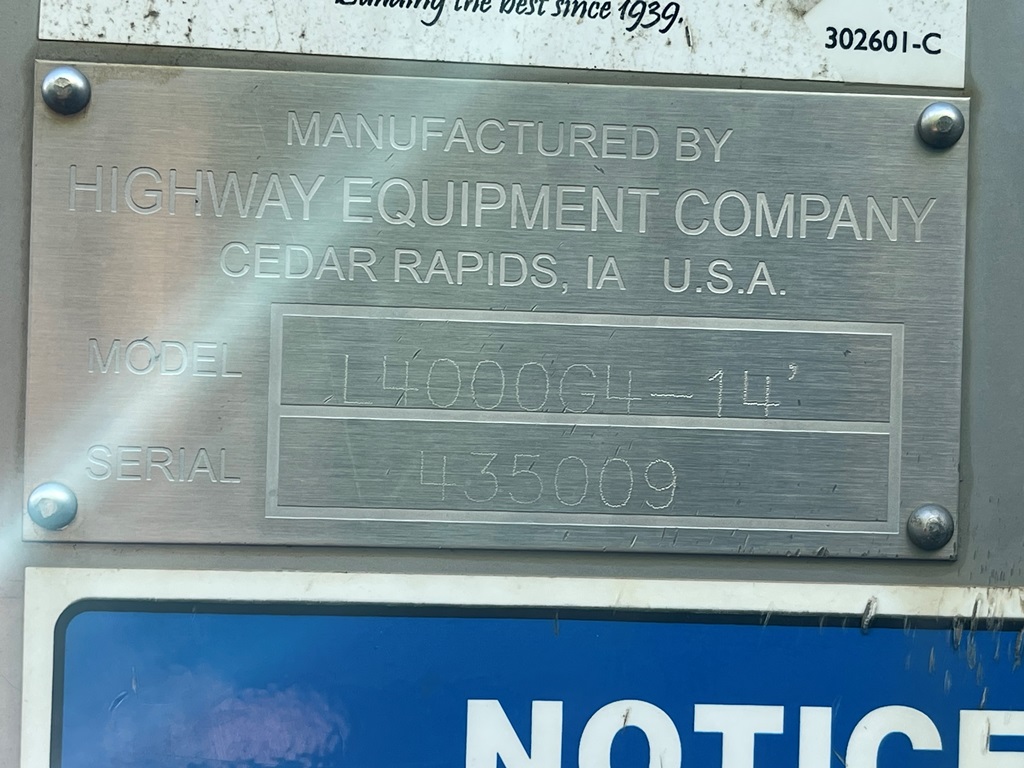 Building the best since 1939.
302601-C
MANUFACTURED BY
HIGHWAY EQUIPMENT COMPANY
CEDAR RAPIDS, IA U.S.A.
MODEL L4000G4-14'
SERIAL 435009
NOTICE